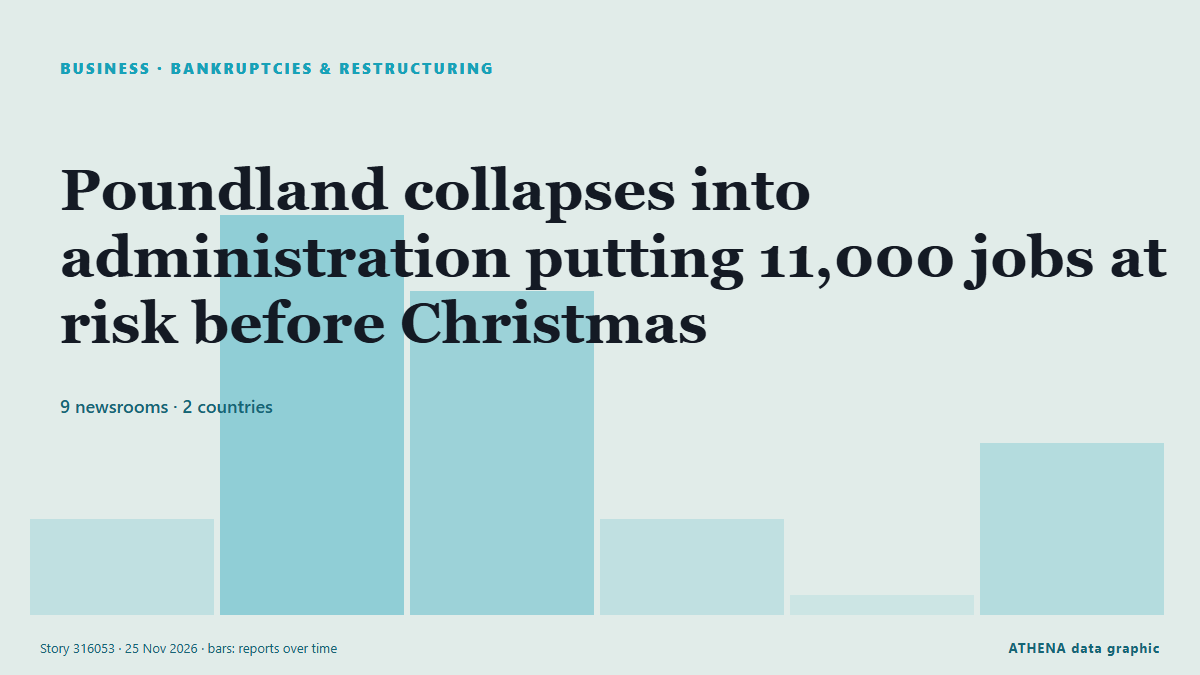 BUSINESS · BANKRUPTCIES & RESTRUCTURING
Poundland collapses into
administration putting 11,000 jobs at
risk before Christmas
9 newsrooms · 2 countries
Story 316053 · 25 Nov 2026 · bars: reports over time
ATHENA data graphic